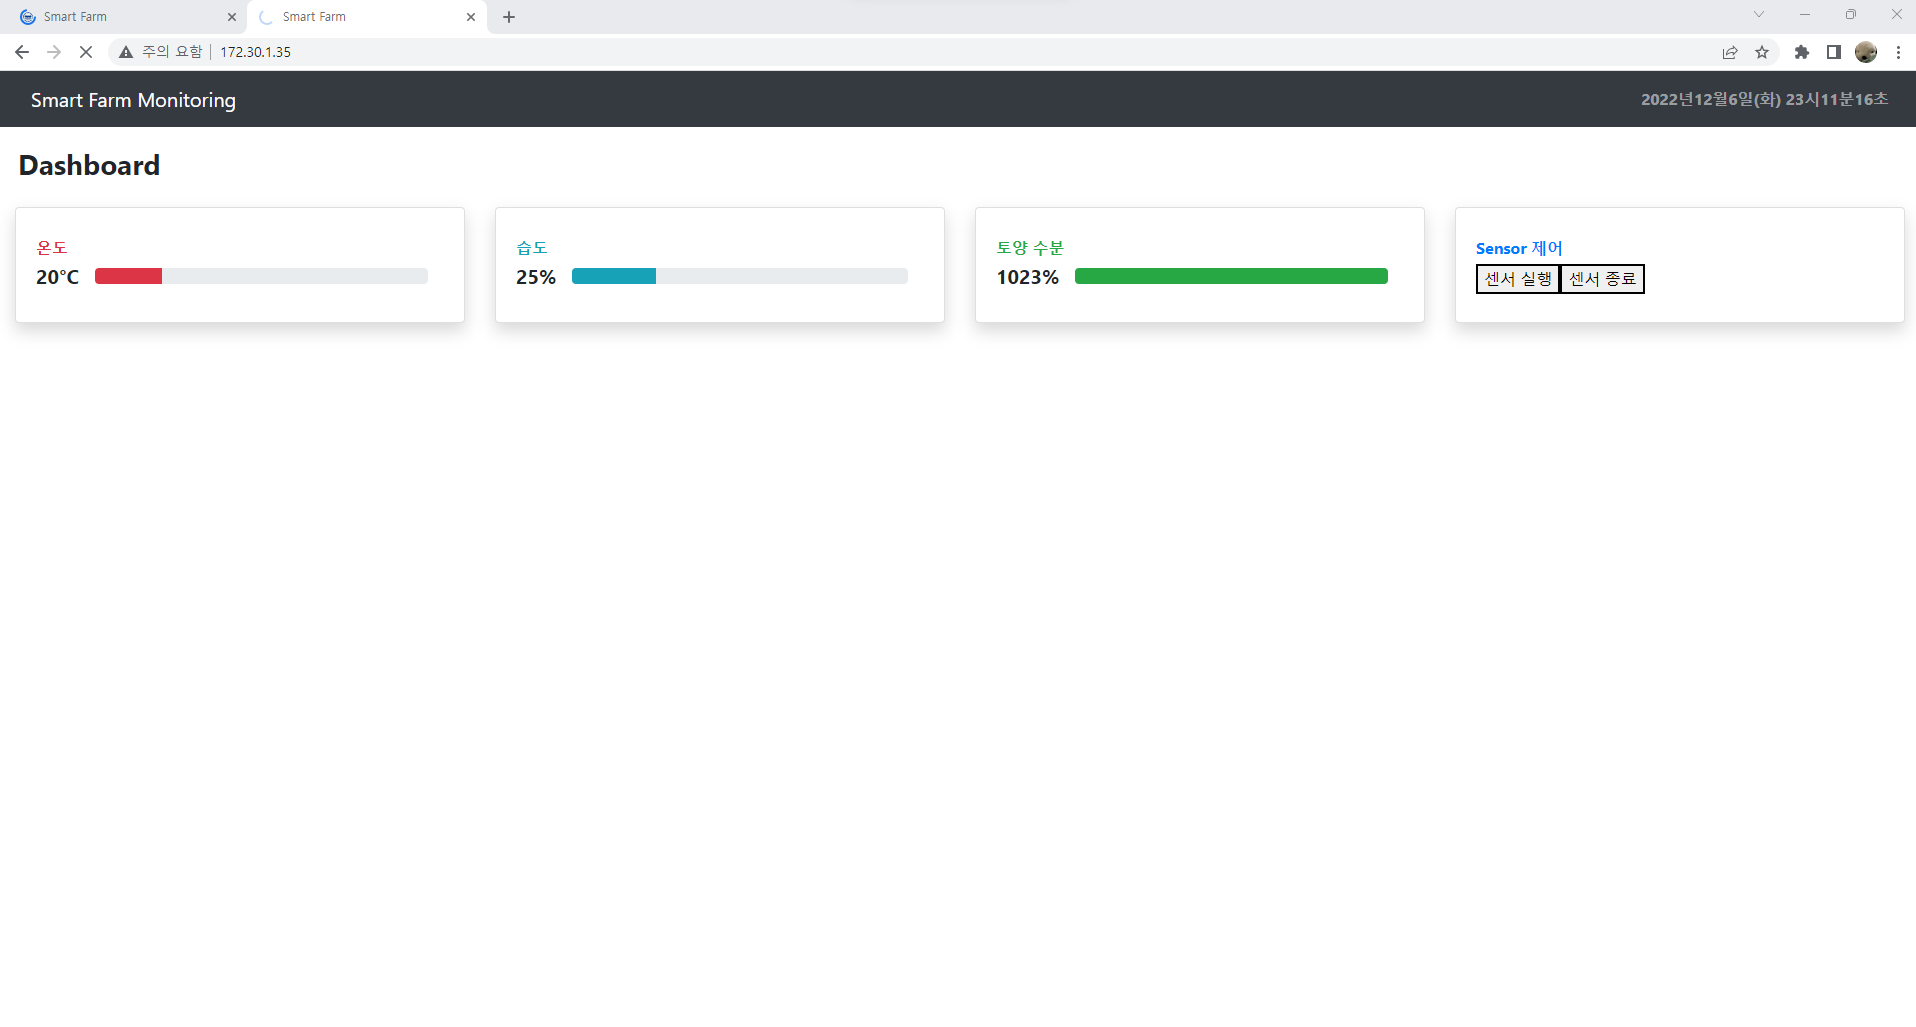 Smart Farm
Smart Farm
주의 요함 172.30.1.35
Smart Farm Monitoring
2022년12월6일(화) 23시11분16초
Dashboard
온도
20°C
습도
25%
토양 수분
1023%
Sensor 제어
센서 실행 센서 종료